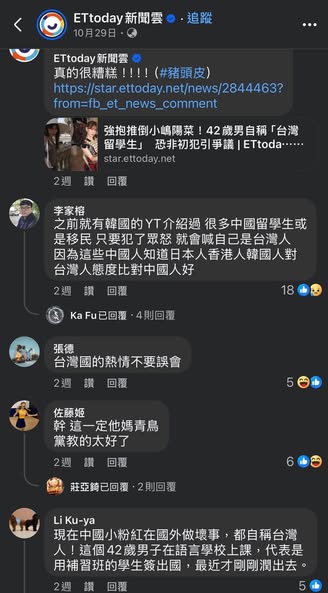 ETtoday新聞雲 · 追蹤
10月29日 ·
ETtoday新聞雲
真的很糟糕！！！！（#豬頭皮）
https://star.ettoday.net/news/2844463?
from=fb_et_news_comment
強抱推倒小嶋陽菜！42歲男自稱「台灣
留學生」 恐非初犯引爭議 | ETtoda⋯⋯
star.ettoday.net
2週 讚 回覆
李家榕
之前就有韓國的YT介紹過 很多中國留學生或
是移民 只要犯了眾怒 就會喊自己是台灣人
因為這些中國人知道日本人香港人韓國人對
台灣人態度比對中國人好
2週 讚 回覆 18
Ka Fu已回覆 · 4則回覆
張德
台灣國的熱情不要誤會
2週 讚 回覆 5
佐藤姬
幹 這一定他媽青鳥
黨教的太好了
2週 讚 回覆 6
莊亞錡已回覆 · 2則回覆
Li Ku-ya
現在中國小粉紅在國外做壞事，都自稱台灣
人！這個42歲男子在語言學校上課，代表是
用補習班的學生簽出國，最近才剛剛潤出去。
2週 讚 回覆 5